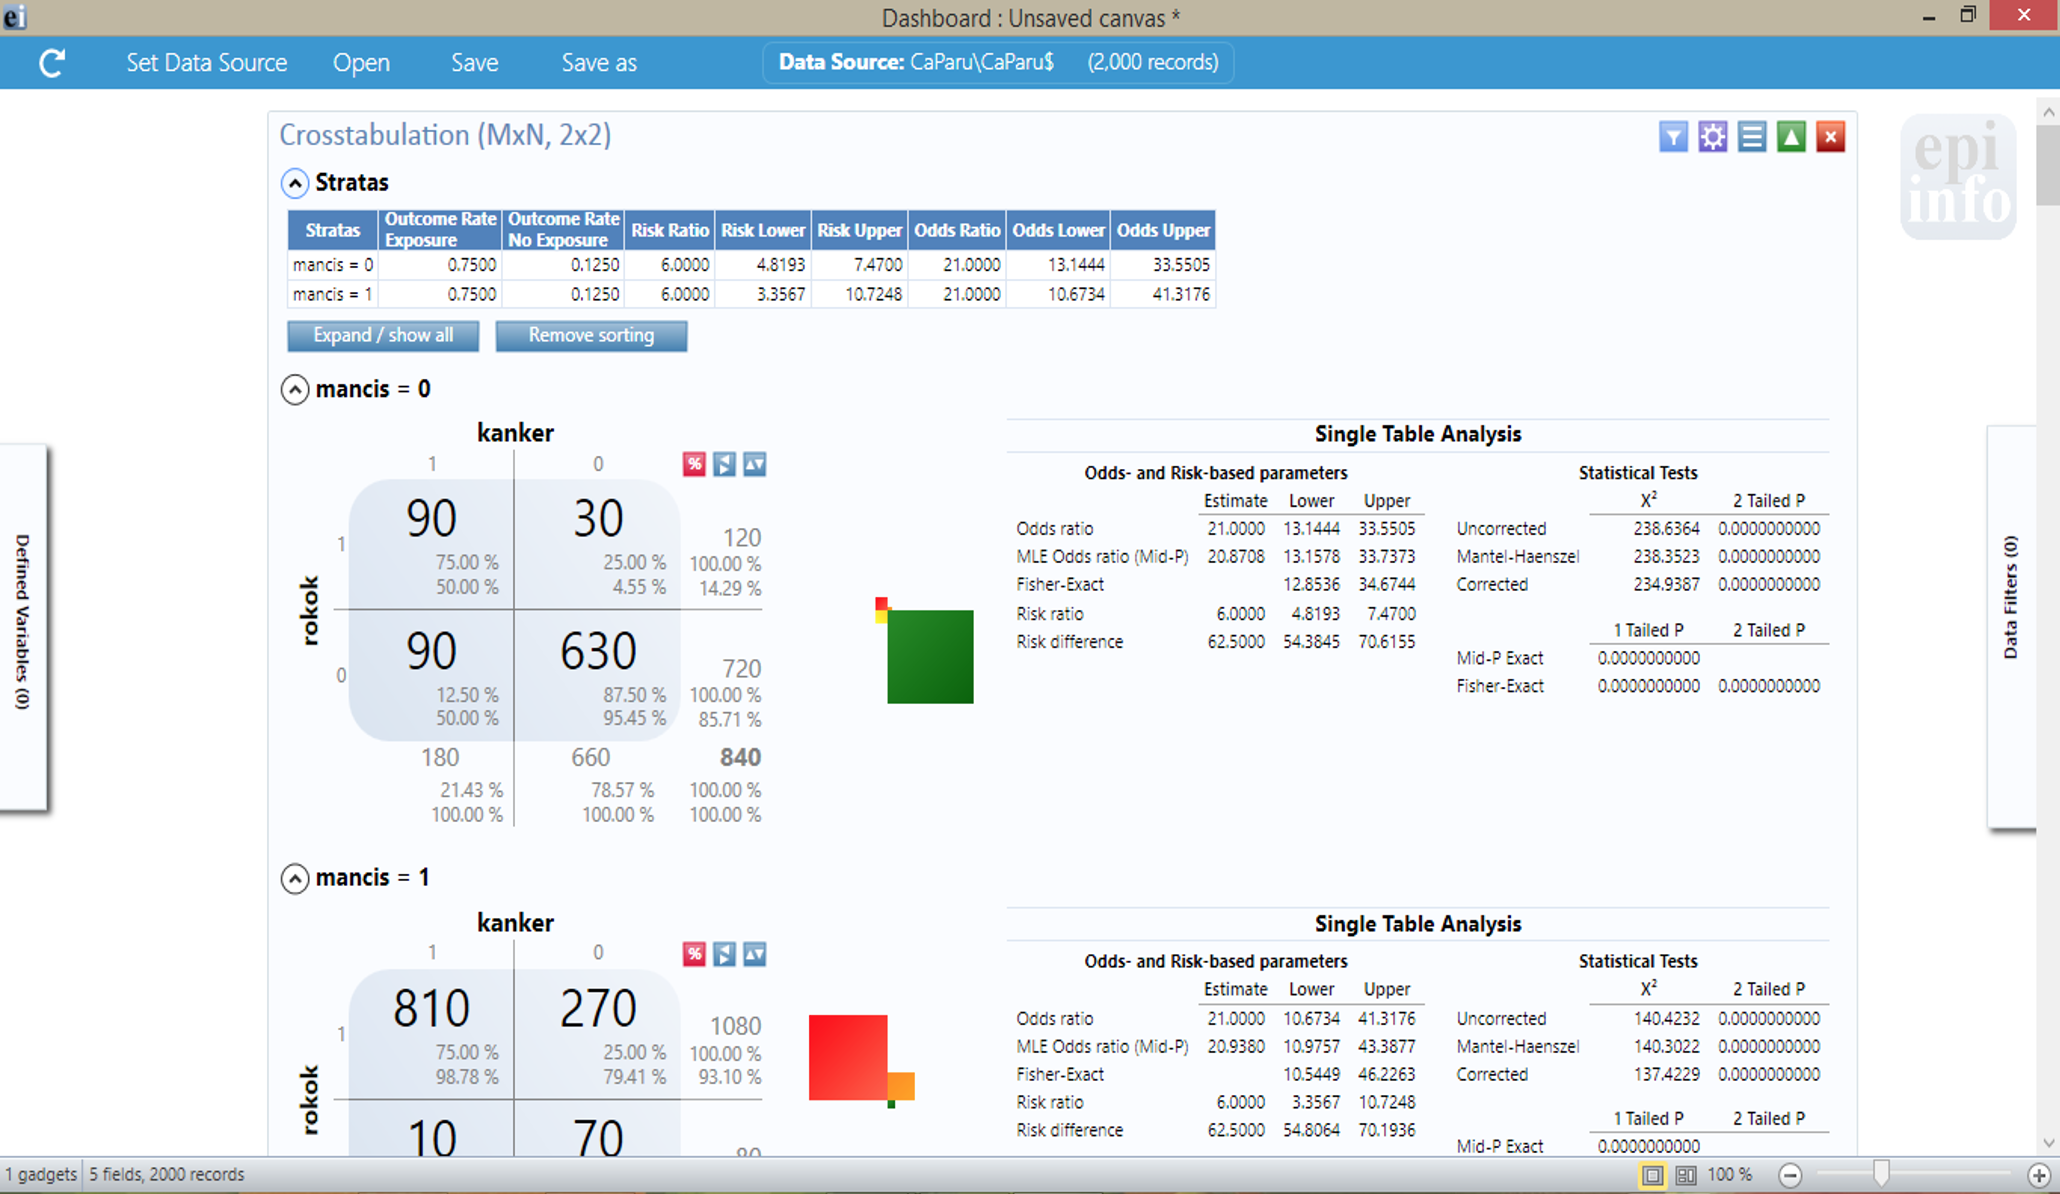 ei
Dashboard : Unsaved canvas *
Set Data Source Open Save Save as Data Source: CaParu\CaParu$ (2,000 records)
epi
info
Crosstabulation (MxN, 2x2)
Stratas
Stratas Outcome Rate Exposure Outcome Rate No Exposure Risk Ratio Risk Lower Risk Upper Odds Ratio Odds Lower Odds Upper
mancis = 0 0.7500 0.1250 6.0000 4.8193 7.4700 21.0000 13.1444 33.5505
mancis = 1 0.7500 0.1250 6.0000 3.3567 10.7248 21.0000 10.6734 41.3176
Expand / show all Remove sorting
mancis = 0
kanker
1 0 %
90 30 120
1 75.00 % 25.00 % 100.00 %
50.00 % 4.55 % 14.29 %
rokok
90 630 720
0 12.50 % 87.50 % 100.00 %
50.00 % 95.45 % 85.71 %
180 660 840
21.43 % 78.57 % 100.00 %
100.00 % 100.00 % 100.00 %
Single Table Analysis
Odds- and Risk-based parameters
Estimate Lower Upper
Odds ratio 21.0000 13.1444 33.5505
MLE Odds ratio (Mid-P) 20.8708 13.1578 33.7373
Fisher-Exact 12.8536 34.6744
Risk ratio 6.0000 4.8193 7.4700
Risk difference 62.5000 54.3845 70.6155
Statistical Tests
X² 2 Tailed P
Uncorrected 238.6364 0.0000000000
Mantel-Haenszel 238.3523 0.0000000000
Corrected 234.9387 0.0000000000
1 Tailed P 2 Tailed P
Mid-P Exact 0.0000000000
Fisher-Exact 0.0000000000 0.0000000000
Defined Variables (0)
Data Filters (0)
mancis = 1
kanker
1 0 %
810 270 1080
1 75.00 % 25.00 % 100.00 %
98.78 % 79.41 % 93.10 %
rokok
10 70 80
Single Table Analysis
Odds- and Risk-based parameters
Estimate Lower Upper
Odds ratio 21.0000 10.6734 41.3176
MLE Odds ratio (Mid-P) 20.9380 10.9757 43.3877
Fisher-Exact 10.5449 46.2263
Risk ratio 6.0000 3.3567 10.7248
Risk difference 62.5000 54.8064 70.1936
Statistical Tests
X² 2 Tailed P
Uncorrected 140.4232 0.0000000000
Mantel-Haenszel 140.3022 0.0000000000
Corrected 137.4229 0.0000000000
1 Tailed P 2 Tailed P
Mid-P Exact 0.0000000000
1 gadgets 5 fields, 2000 records 100 %